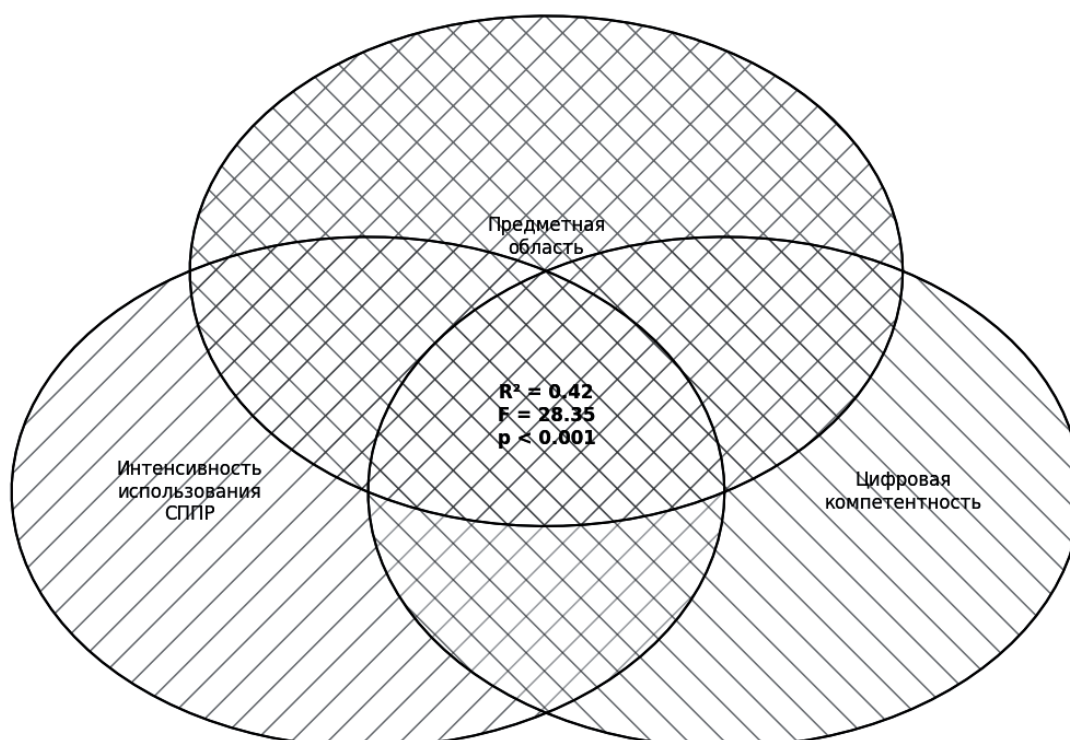 Предметная
область
R² = 0.42
F = 28.35
p < 0.001
Интенсивность
использования
СППР
Цифровая
компетентность